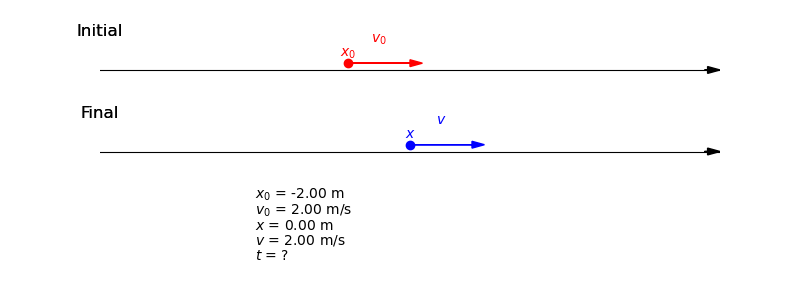 Initial
v₀
x₀
Final
v
x
x₀ = -2.00 m
v₀ = 2.00 m/s
x = 0.00 m
v = 2.00 m/s
t = ?